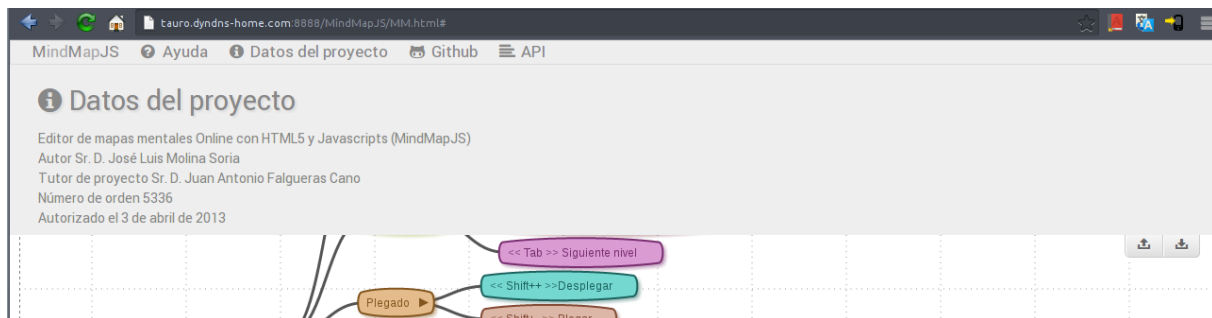 tauro.dyndns-home.com:8888/MindMapJS/MM.html#
MindMapJS Ayuda Datos del proyecto Github API
Datos del proyecto
Editor de mapas mentales Online con HTML5 y Javascripts (MindMapJS)
Autor Sr. D. José Luis Molina Soria
Tutor de proyecto Sr. D. Juan Antonio Falgueras Cano
Número de orden 5336
Autorizado el 3 de abril de 2013
<< Tab >> Siguiente nivel
<< Shift++ >>Desplegar
Plegado